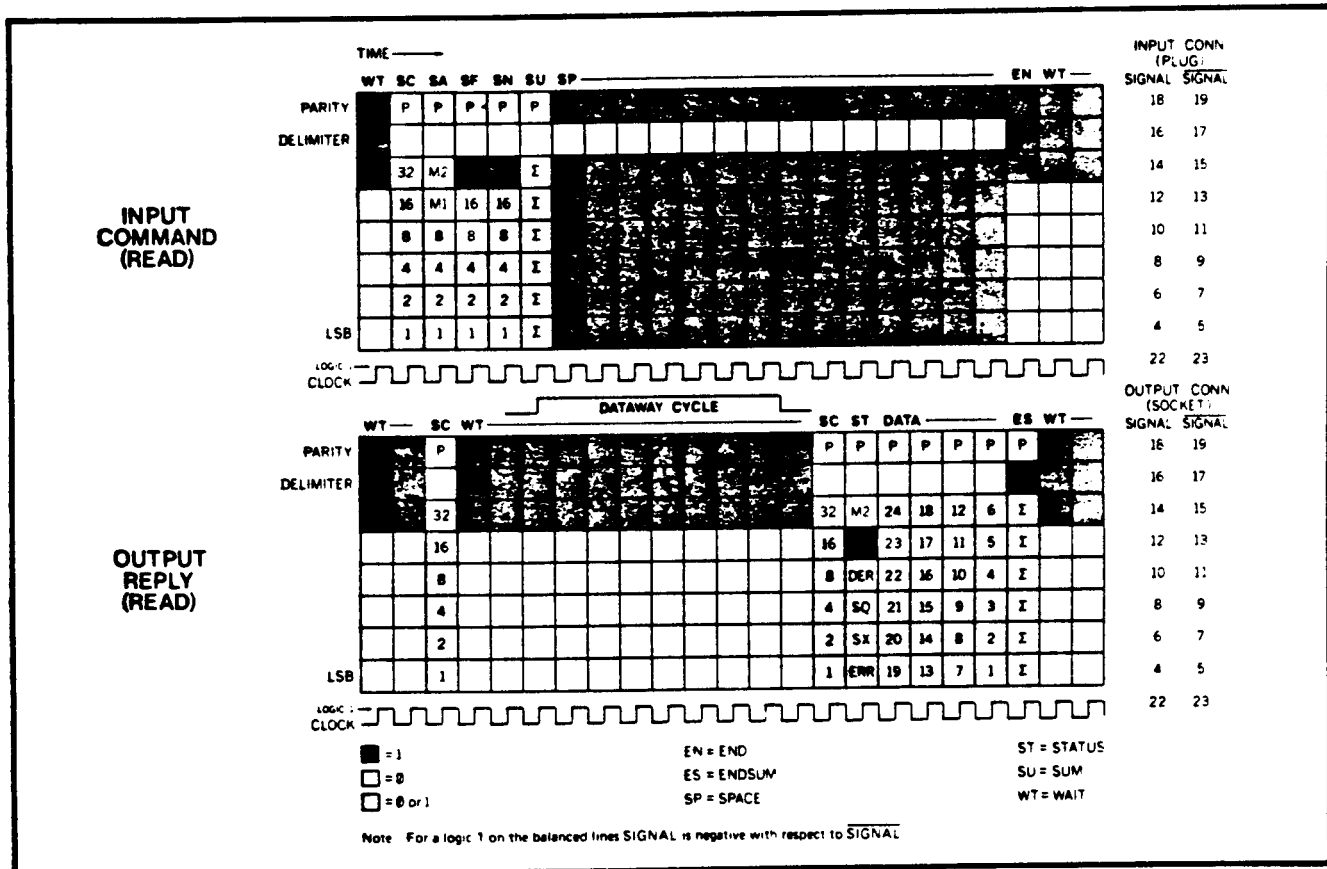 TIME
WT SC SA SF SN SU SP EN WT
INPUT CONN
(PLUG)
SIGNAL SIGNAL
PARITY P P P P P 18 19
DELIMITER 16 17
32 M2 Σ 14 15
16 M1 16 16 Σ 12 13
8 8 8 8 Σ 10 11
4 4 4 4 Σ 8 9
2 2 2 2 Σ 6 7
LSB 1 1 1 1 Σ 4 5
INPUT
COMMAND
(READ)
LOGIC 1
CLOCK
22 23
DATAWAY CYCLE
OUTPUT CONN
(SOCKET)
WT SC WT SC ST DATA ES WT
SIGNAL SIGNAL
PARITY P P P P P P P P 18 19
DELIMITER 16 17
32 32 M2 24 18 12 6 Σ 14 15
16 16 23 17 11 5 Σ 12 13
8 8 DER 22 16 10 4 Σ 10 11
4 4 SQ 21 15 9 3 Σ 8 9
2 2 SX 20 14 8 2 Σ 6 7
LSB 1 1 ERR 19 13 7 1 Σ 4 5
OUTPUT
REPLY
(READ)
LOGIC 1
CLOCK
22 23
= 1 EN = END ST = STATUS
= 0 ES = ENDSUM SU = SUM
= 0 or 1 SP = SPACE WT = WAIT
Note For a logic 1 on the balanced lines SIGNAL is negative with respect to SIGNAL